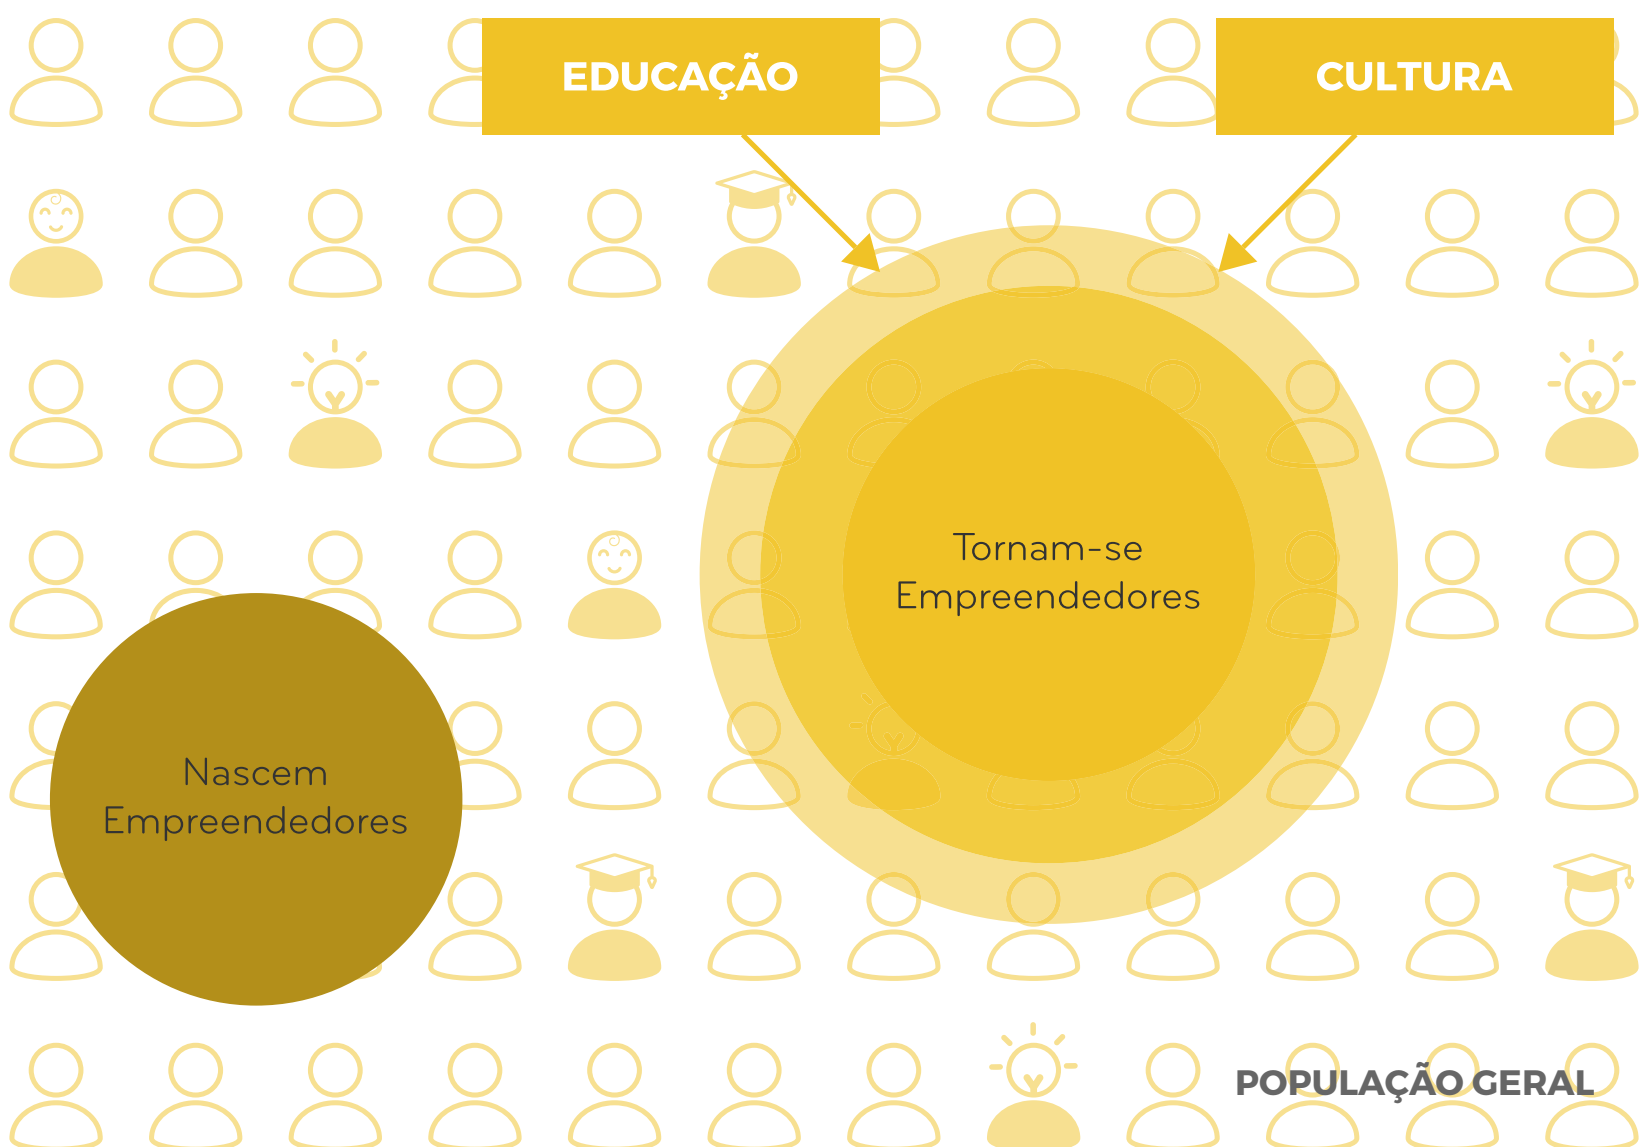 EDUCAÇÃO
CULTURA
Tornam-se
Empreendedores
Nascem
Empreendedores
POPULAÇÃO GERAL